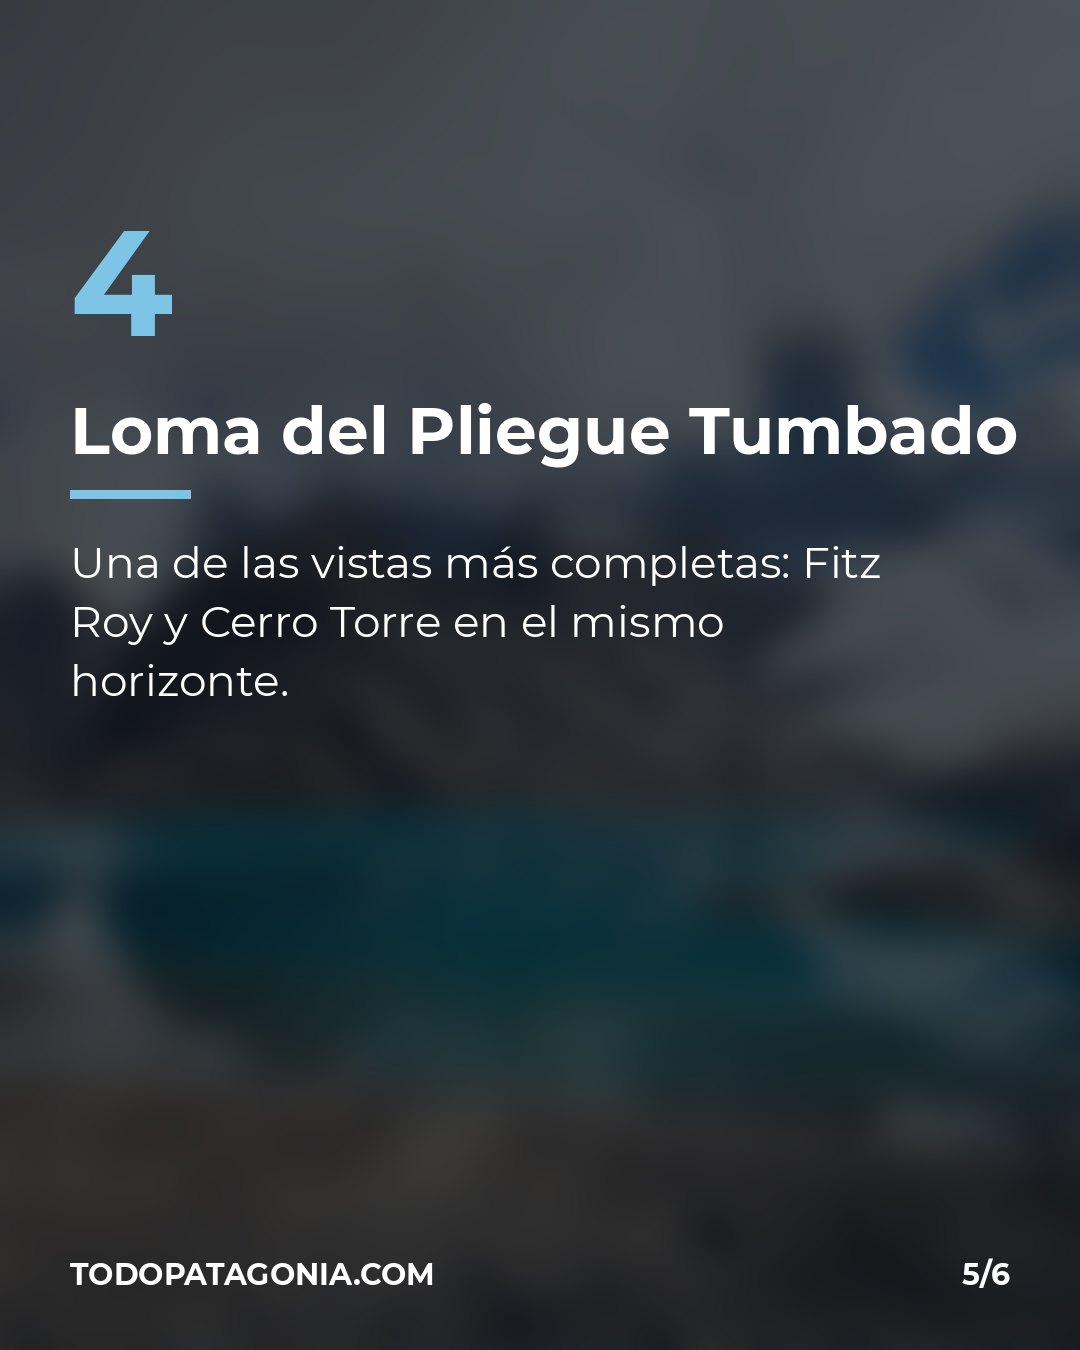 4
Loma del Pliegue Tumbado
Una de las vistas más completas: Fitz
Roy y Cerro Torre en el mismo
horizonte.
TODOPATAGONIA.COM
5/6